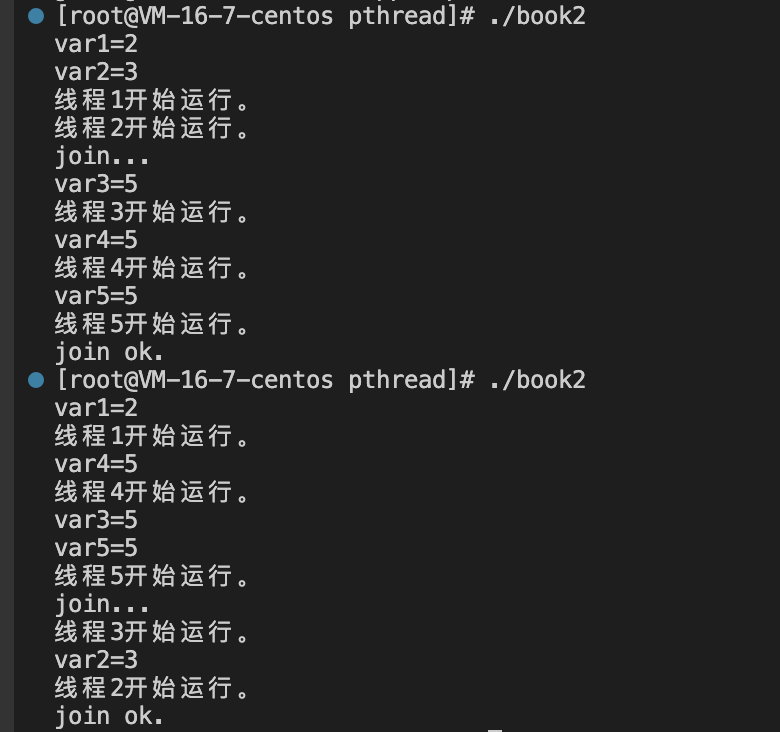 [root@VM-16-7-centos pthread]# ./book2
var1=2
var2=3
线程1开始运行。
线程2开始运行。
join...
var3=5
线程3开始运行。
var4=5
线程4开始运行。
var5=5
线程5开始运行。
join ok.
[root@VM-16-7-centos pthread]# ./book2
var1=2
线程1开始运行。
var4=5
线程4开始运行。
var3=5
var5=5
线程5开始运行。
join...
线程3开始运行。
var2=3
线程2开始运行。
join ok.